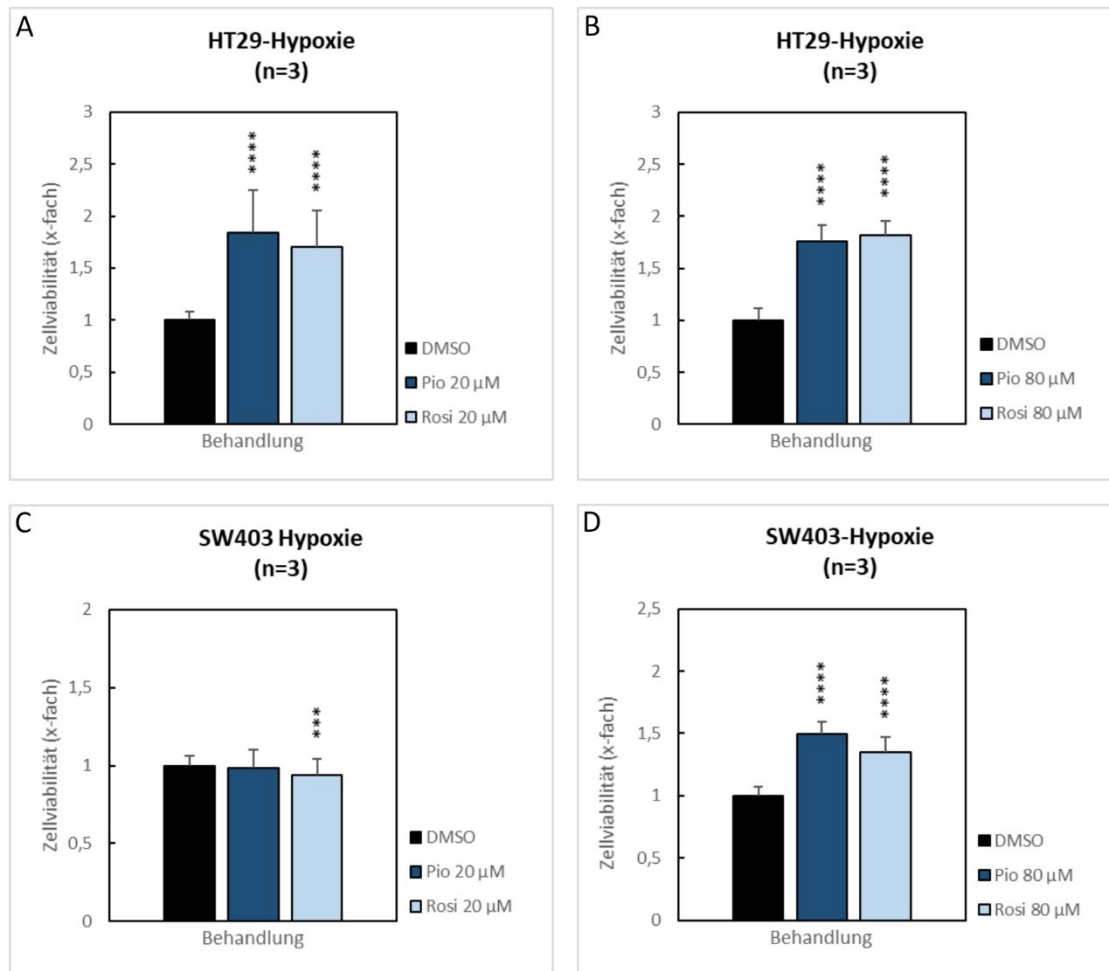 A
HT29-Hypoxie
(n=3)
Zellviabilität (x-fach)
3
2,5
2
1,5
1
0,5
0
****
****
DMSO
Pio 20 µM
Rosi 20 µM
Behandlung
B
HT29-Hypoxie
(n=3)
Zellviabilität (x-fach)
3
2,5
2
1,5
1
0,5
0
****
****
DMSO
Pio 80 µM
Rosi 80 µM
Behandlung
C
SW403 Hypoxie
(n=3)
Zellviabilität (x-fach)
2
1,5
1
0,5
0
***
DMSO
Pio 20 µM
Rosi 20 µM
Behandlung
D
SW403-Hypoxie
(n=3)
Zellviabilität (x-fach)
2,5
2
1,5
1
0,5
0
****
****
DMSO
Pio 80 µM
Rosi 80 µM
Behandlung